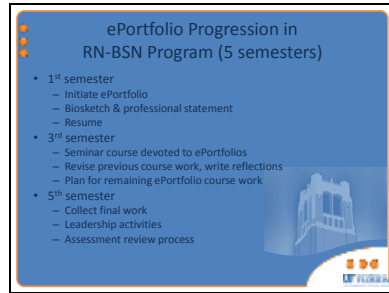 ePortfolio Progression in
RN-BSN Program (5 semesters)
• 1st semester
– Initiate ePortfolio
– Biosketch & professional statement
– Resume
• 3rd semester
– Seminar course devoted to ePortfolios
– Revise previous course work, write reflections
– Plan for remaining ePortfolio course work
• 5th semester
– Collect final work
– Leadership activities
– Assessment review process
UF FLORIDA